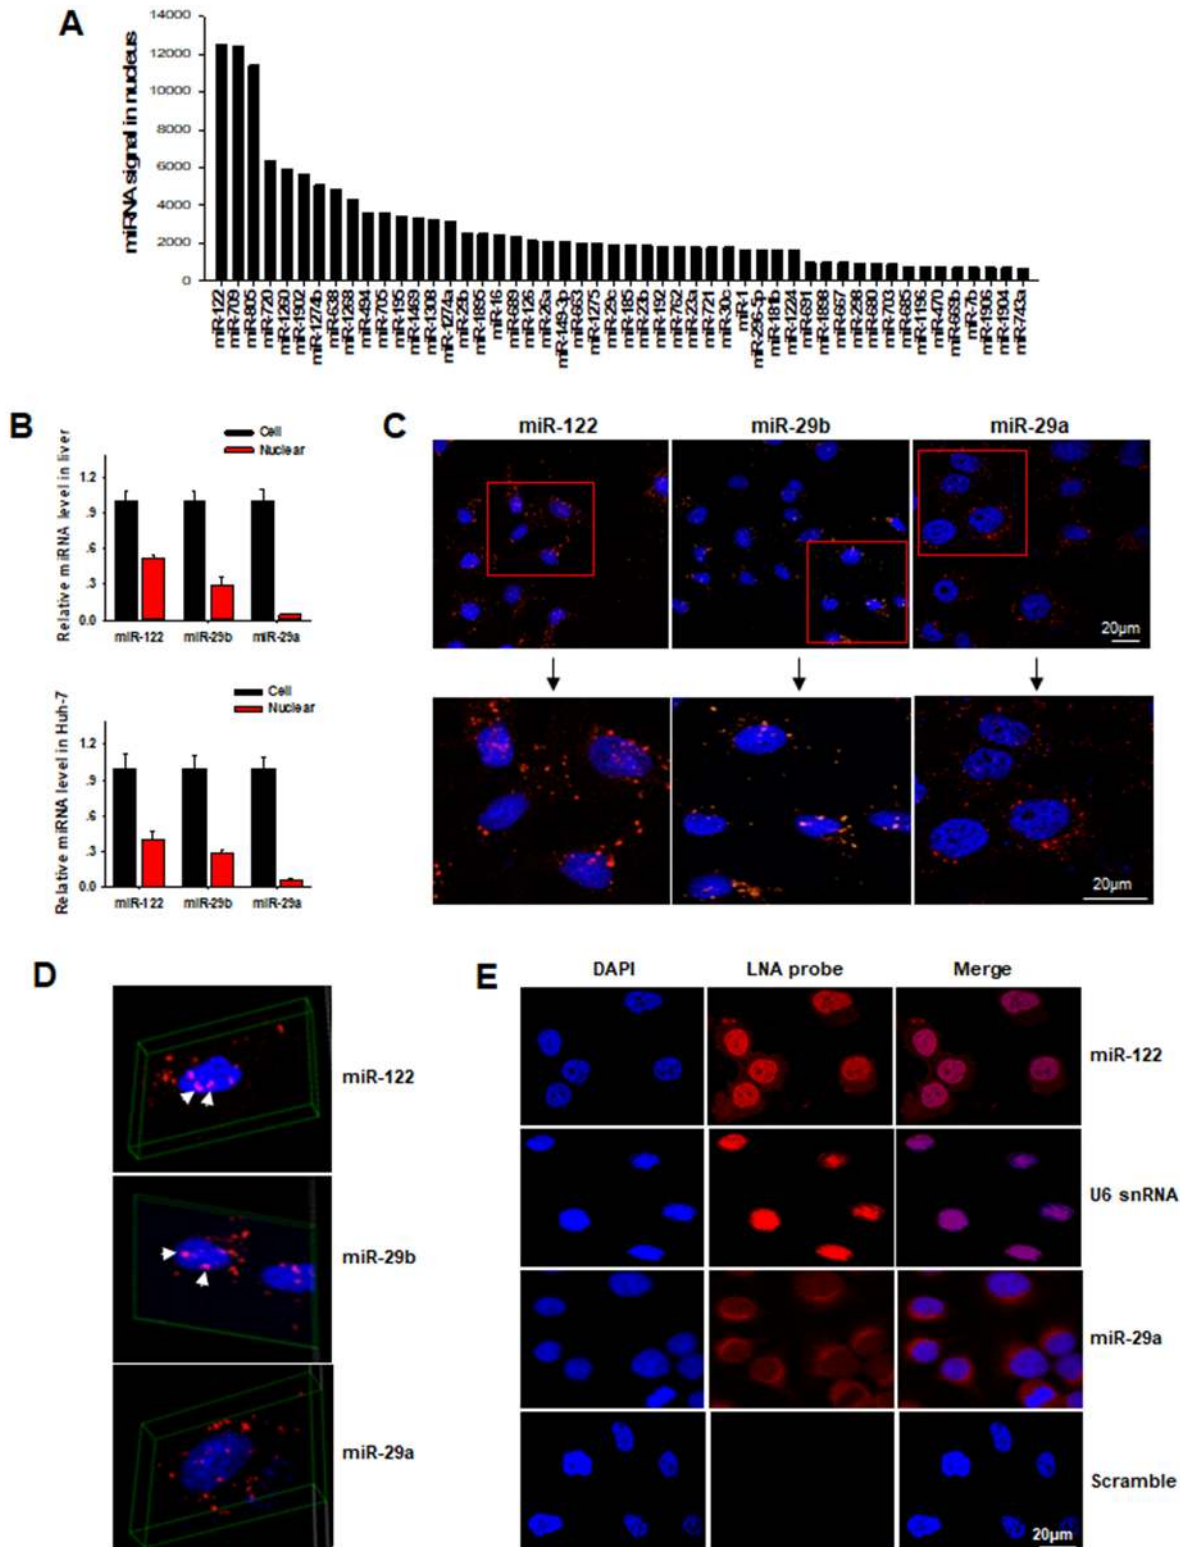 A
miRNA signal in nucleus
14000
12000
10000
8000
6000
4000
2000
0
miR-122
miR-709
miR-805
miR-720
miR-1260
miR-1902
miR-1274b
miR-638
miR-1268
miR-494
miR-705
miR-195
miR-1469
miR-1308
miR-1274a
miR-29b
miR-1895
miR-16
miR-689
miR-126
miR-26a
miR-149-3p
miR-663
miR-1275
miR-29c
miR-185
miR-23b
miR-192
miR-762
miR-23a
miR-721
miR-30c
miR-1
miR-296-5p
miR-181b
miR-1224
miR-691
miR-1898
miR-667
miR-298
miR-680
miR-703
miR-685
miR-1196
miR-470
miR-669b
miR-7b
miR-1906
miR-1904
miR-743a
B
Cell
Nuclear
Relative miRNA level in liver
1.2
.9
.6
.3
0.0
miR-122 miR-29b miR-29a
Cell
Nuclear
Relative miRNA level in Huh-7
1.2
.9
.6
.3
0.0
miR-122 miR-29b miR-29a
C
miR-122 miR-29b miR-29a
20μm
20μm
D
miR-122
miR-29b
miR-29a
E
DAPI LNA probe Merge
miR-122
U6 snRNA
miR-29a
Scramble
20μm